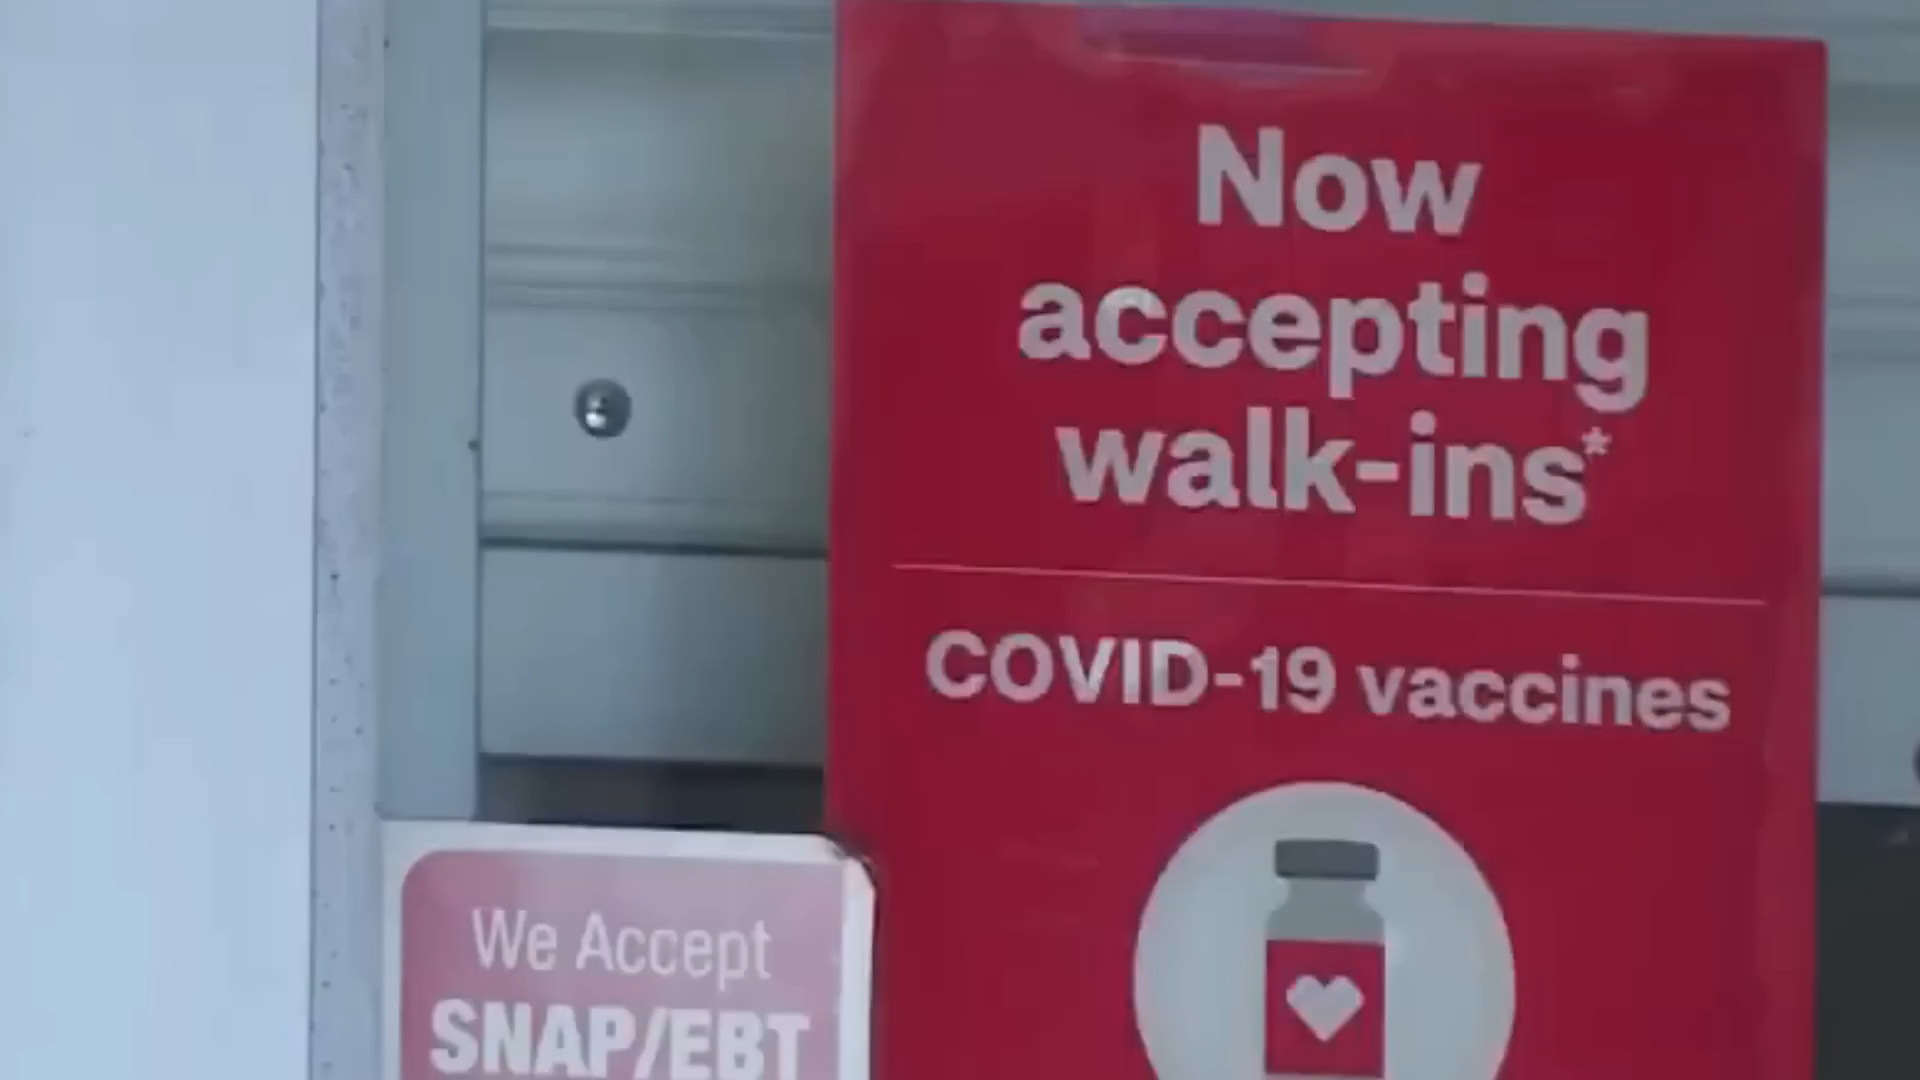 Now
accepting
walk-ins*
COVID-19 vaccines
We Accept
SNAP/EBT